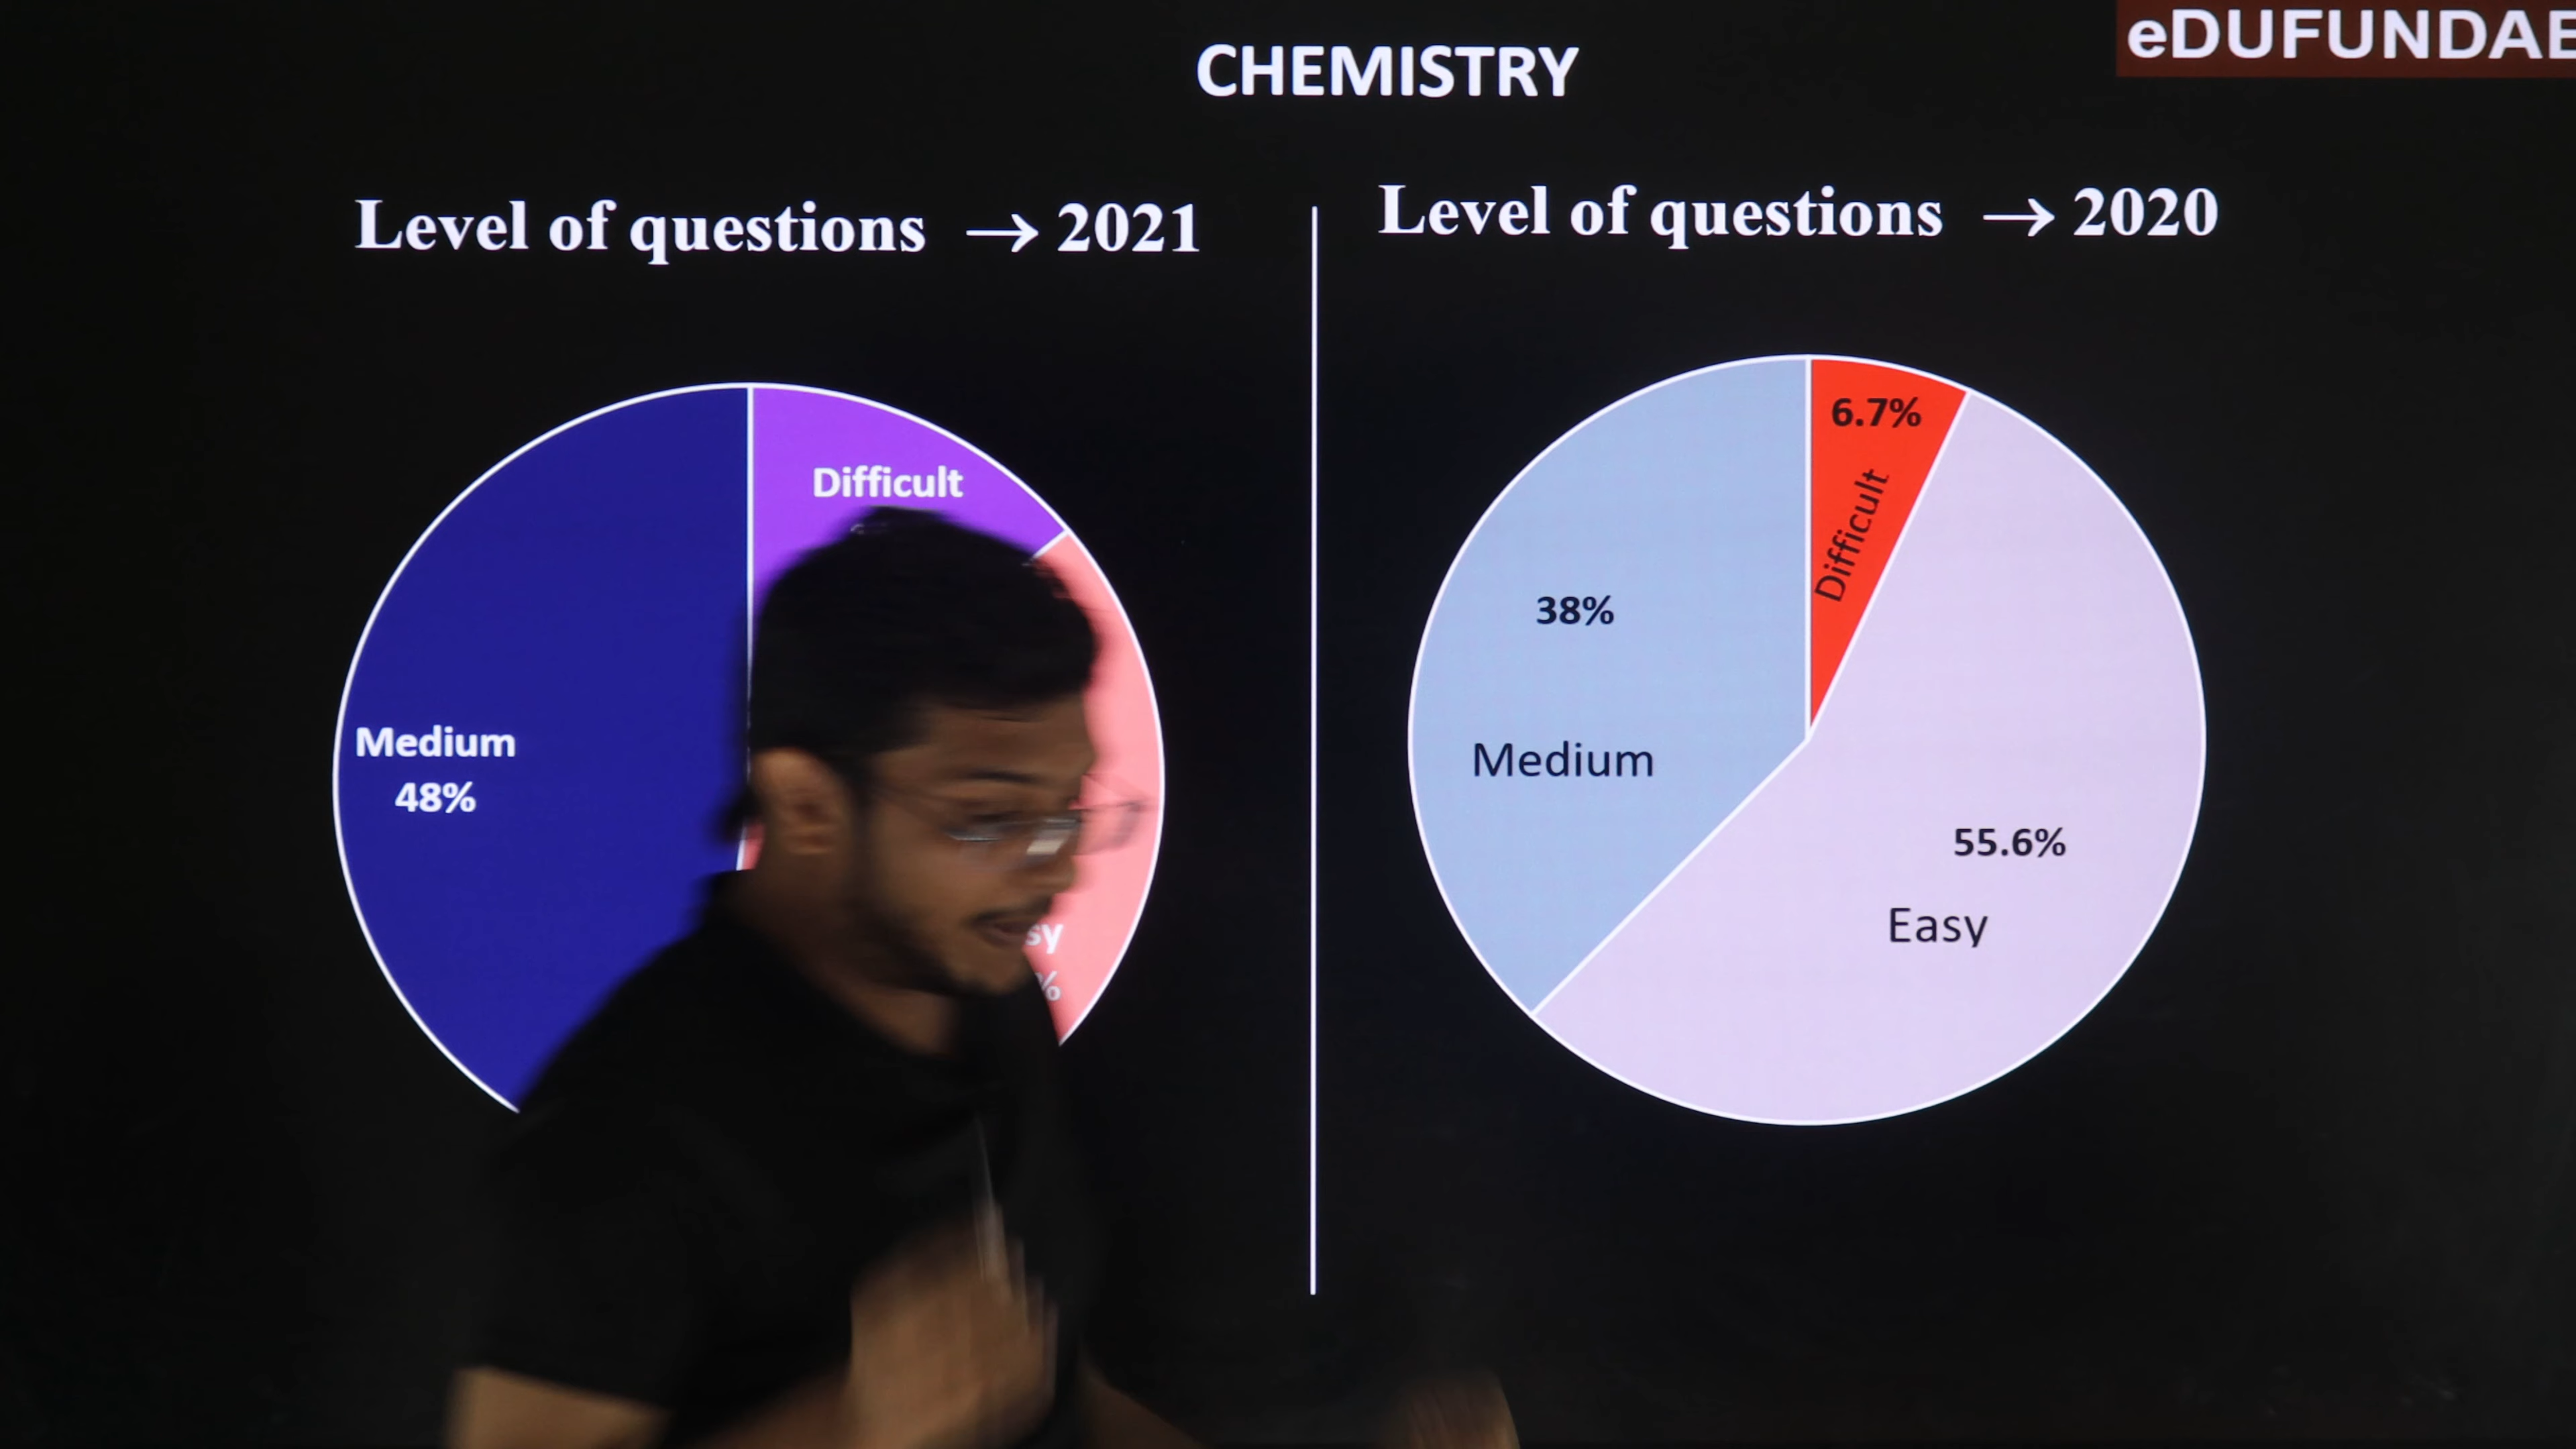 eDUFUNDAE
CHEMISTRY
Level of questions → 2021
Difficult
Medium
48%
sy
%
Level of questions → 2020
6.7%
Difficult
38%
Medium
55.6%
Easy